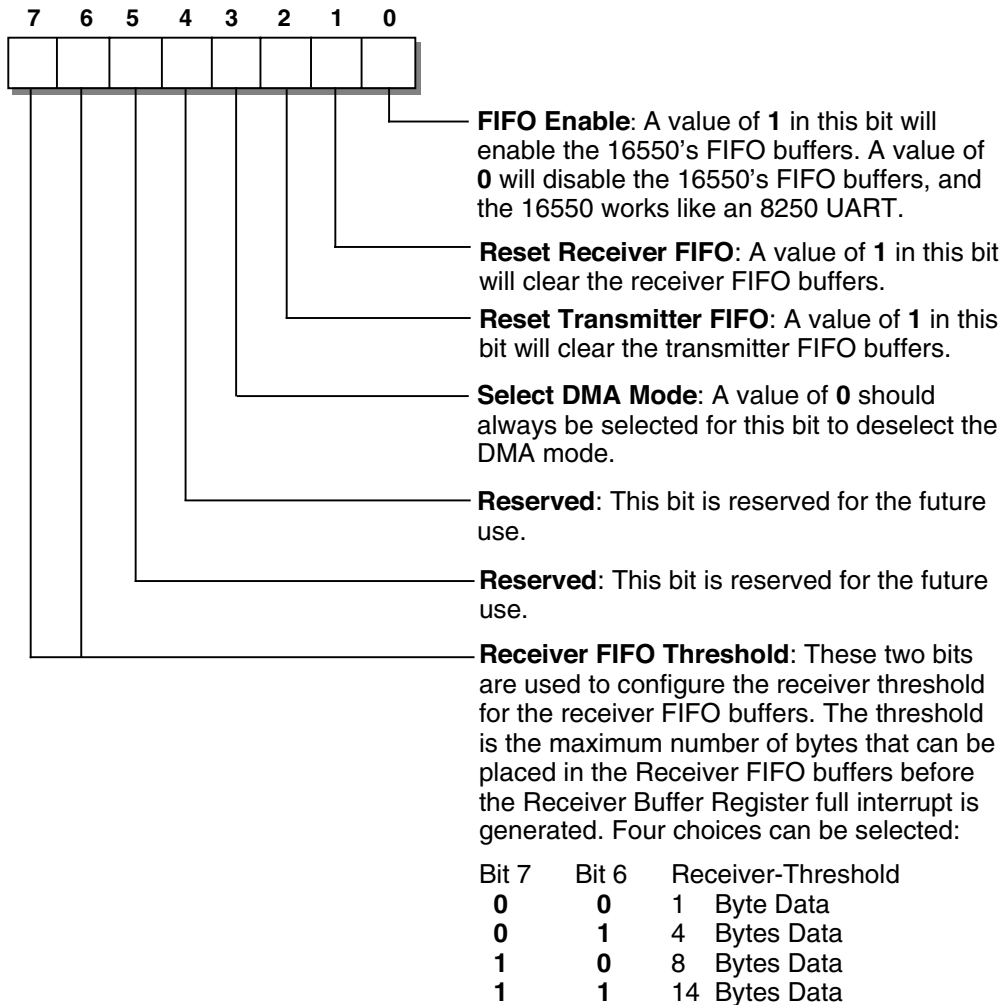 7 6 5 4 3 2 1 0
FIFO Enable: A value of 1 in this bit will
enable the 16550's FIFO buffers. A value of
0 will disable the 16550's FIFO buffers, and
the 16550 works like an 8250 UART.
Reset Receiver FIFO: A value of 1 in this bit
will clear the receiver FIFO buffers.
Reset Transmitter FIFO: A value of 1 in this
bit will clear the transmitter FIFO buffers.
Select DMA Mode: A value of 0 should
always be selected for this bit to deselect the
DMA mode.
Reserved: This bit is reserved for the future
use.
Reserved: This bit is reserved for the future
use.
Receiver FIFO Threshold: These two bits
are used to configure the receiver threshold
for the receiver FIFO buffers. The threshold
is the maximum number of bytes that can be
placed in the Receiver FIFO buffers before
the Receiver Buffer Register full interrupt is
generated. Four choices can be selected:
Bit 7 Bit 6 Receiver-Threshold
0 0 1 Byte Data
0 1 4 Bytes Data
1 0 8 Bytes Data
1 1 14 Bytes Data